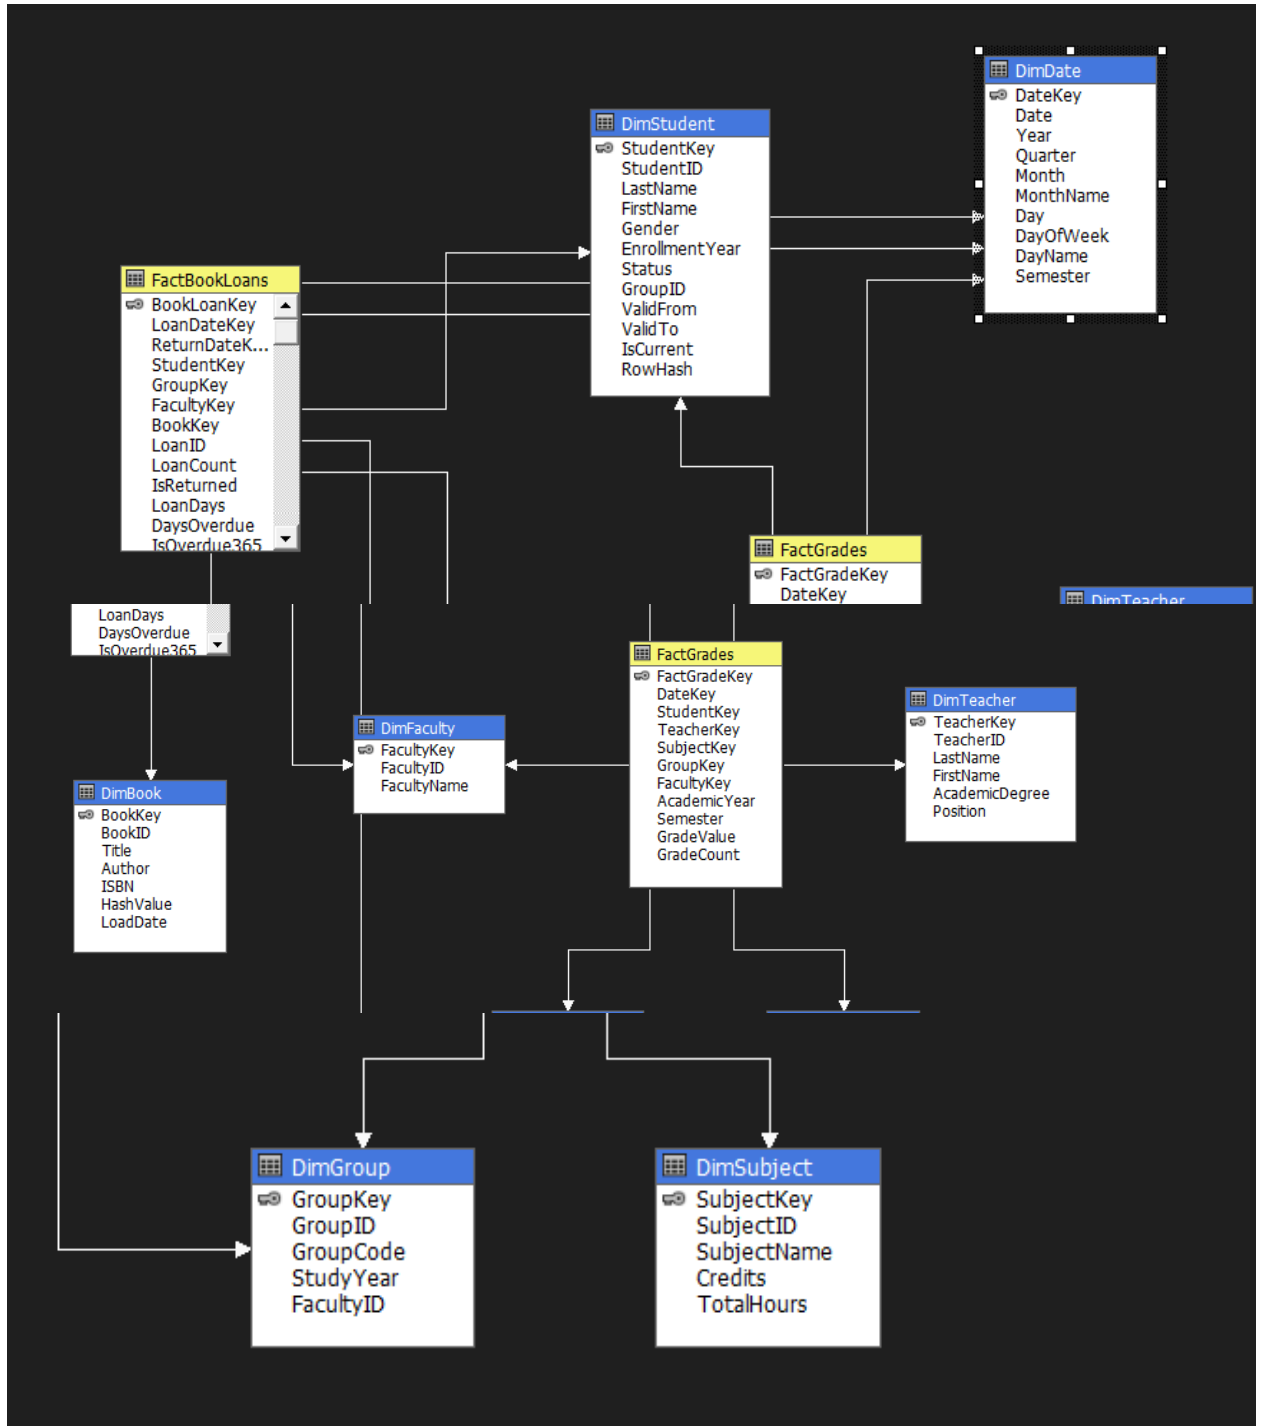 DimDate
DateKey
Date
Year
Quarter
Month
MonthName
Day
DayOfWeek
DayName
Semester
DimStudent
StudentKey
StudentID
LastName
FirstName
Gender
EnrollmentYear
Status
GroupID
ValidFrom
ValidTo
IsCurrent
RowHash
FactBookLoans
BookLoanKey
LoanDateKey
ReturnDateK...
StudentKey
GroupKey
FacultyKey
BookKey
LoanID
LoanCount
IsReturned
LoanDays
DaysOverdue
IsOverdue365
FactGrades
FactGradeKey
DateKey
DimTeacher
LoanDays
DaysOverdue
IsOverdue365
FactGrades
FactGradeKey
DateKey
StudentKey
TeacherKey
SubjectKey
GroupKey
FacultyKey
AcademicYear
Semester
GradeValue
GradeCount
DimTeacher
TeacherKey
TeacherID
LastName
FirstName
AcademicDegree
Position
DimFaculty
FacultyKey
FacultyID
FacultyName
DimBook
BookKey
BookID
Title
Author
ISBN
HashValue
LoadDate
DimGroup
GroupKey
GroupID
GroupCode
StudyYear
FacultyID
DimSubject
SubjectKey
SubjectID
SubjectName
Credits
TotalHours